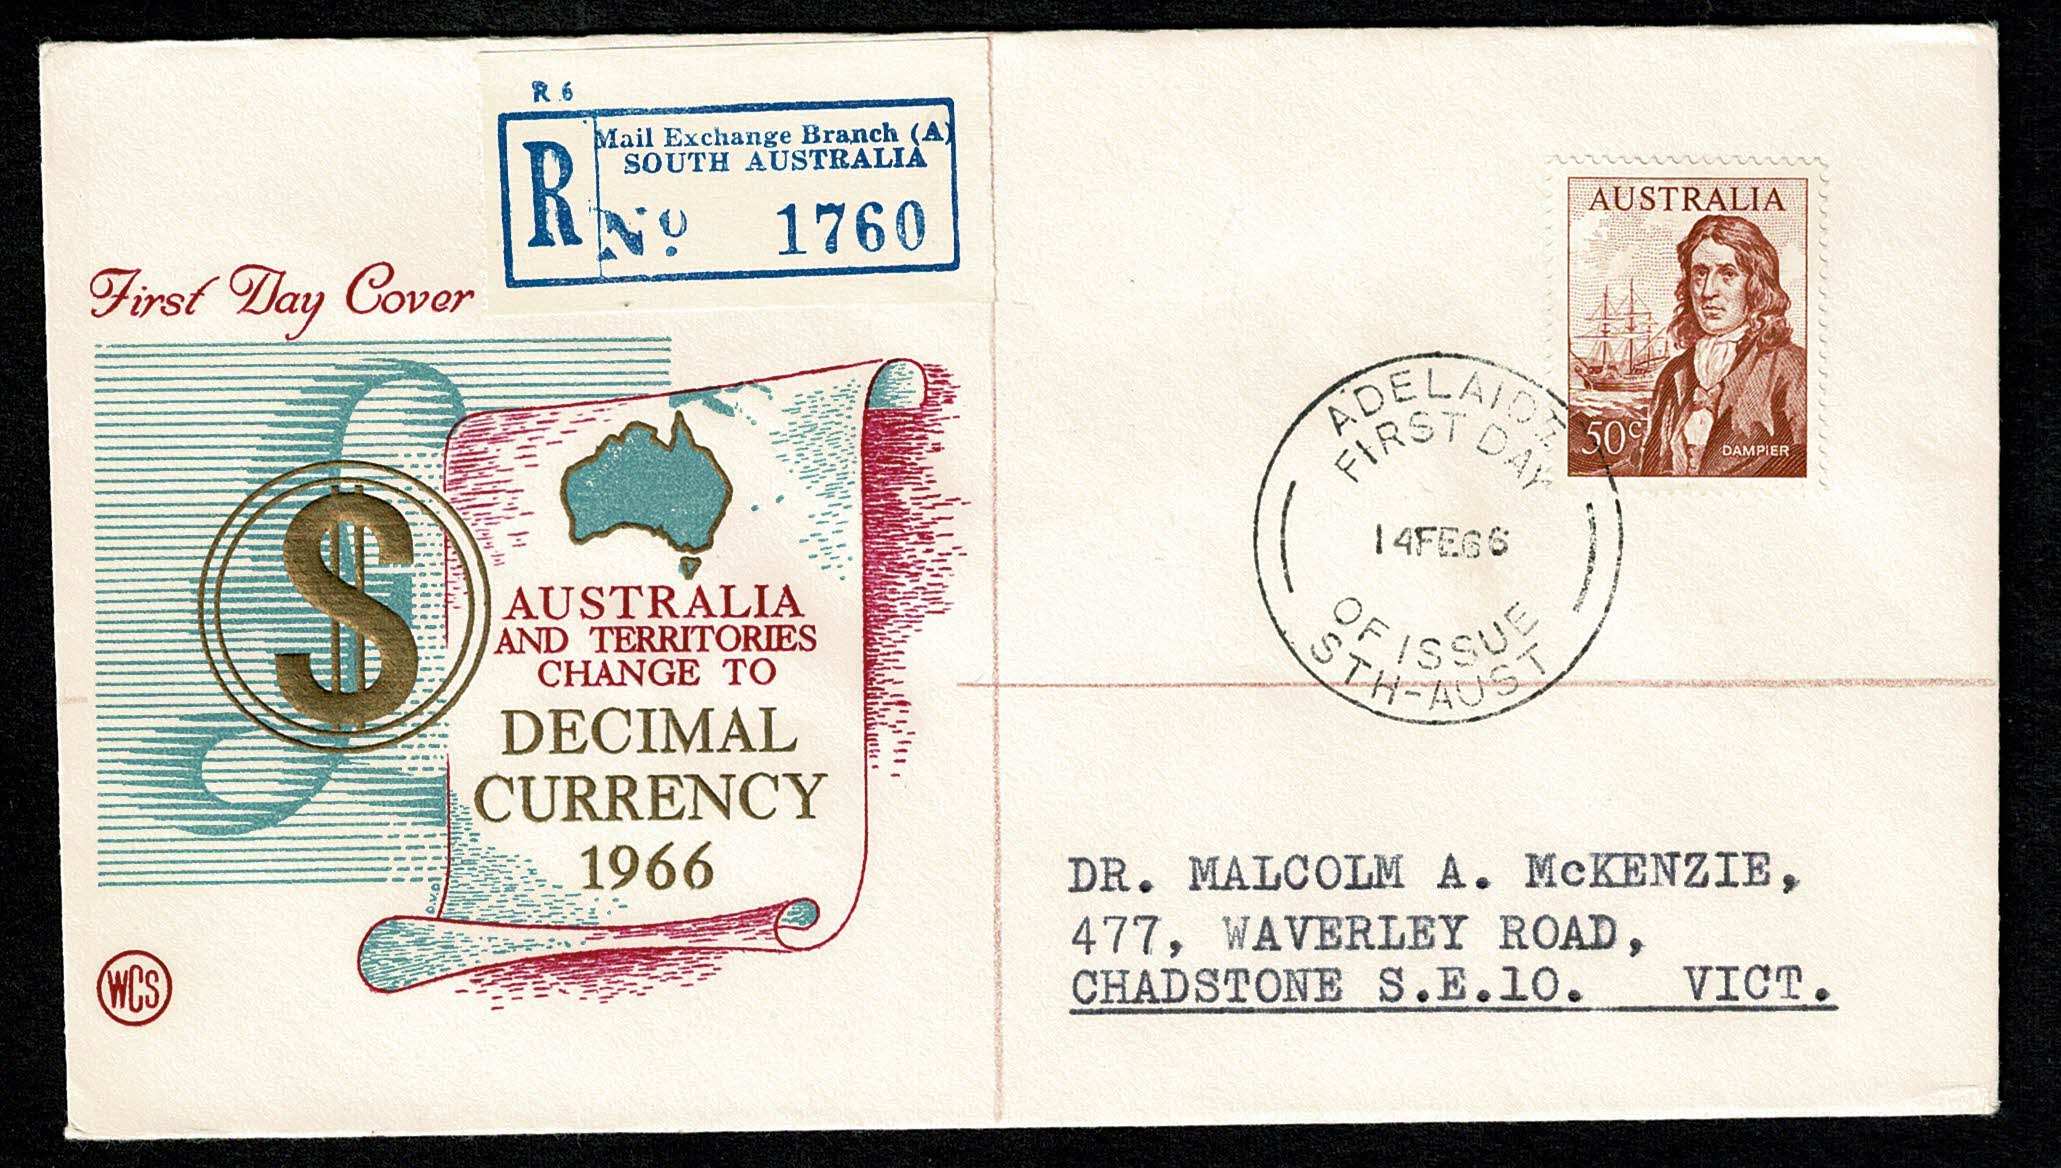 R 6
R
Mail Exchange Branch (A)
SOUTH AUSTRALIA
No. 1760
First Day Cover
$
AUSTRALIA
AND TERRITORIES
CHANGE TO
DECIMAL
CURRENCY
1966
WCS
AUSTRALIA
50c
DAMPIER
ADELAIDE
FIRST DAY
14FE66
OF ISSUE
STH-AUST
DR. MALCOLM A. McKENZIE,
477, WAVERLEY ROAD,
CHADSTONE S.E.10. VICT.